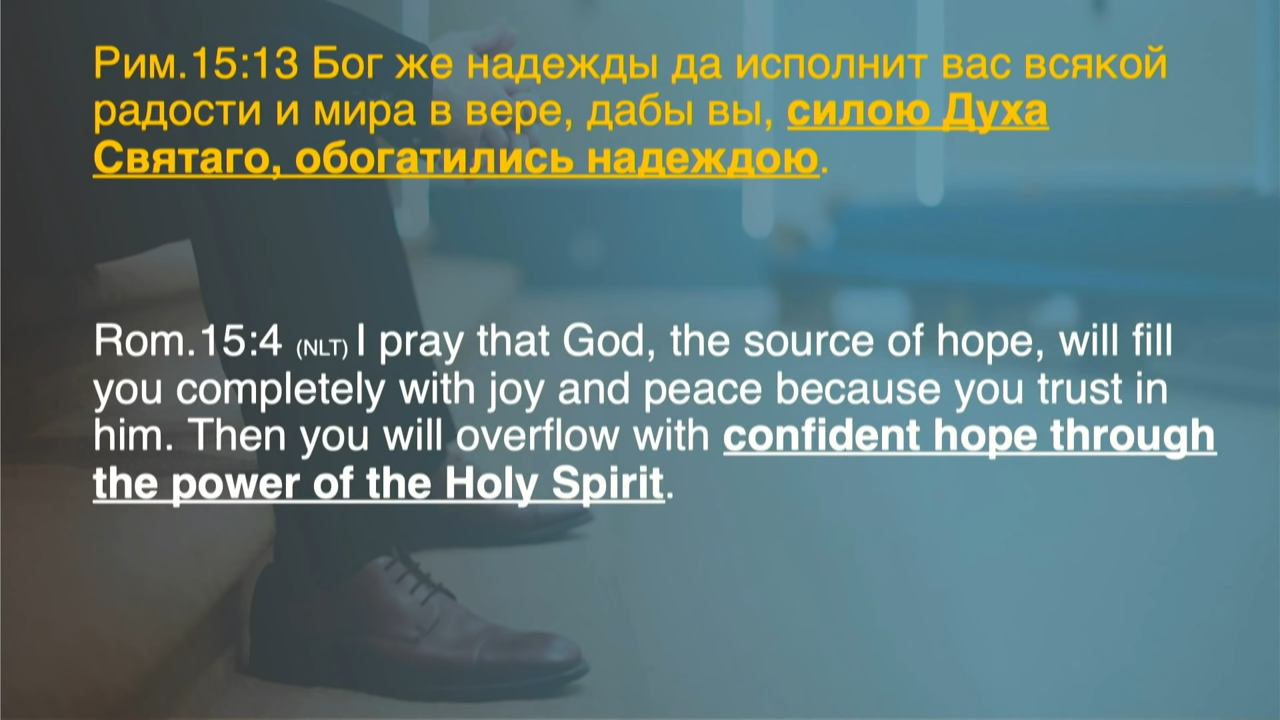 Рим.15:13 Бог же надежды да исполнит вас всякой
радости и мира в вере, дабы вы, силою Духа
Святаго, обогатились надеждою.
Rom.15:4 (NLT) I pray that God, the source of hope, will fill
you completely with joy and peace because you trust in
him. Then you will overflow with confident hope through
the power of the Holy Spirit.